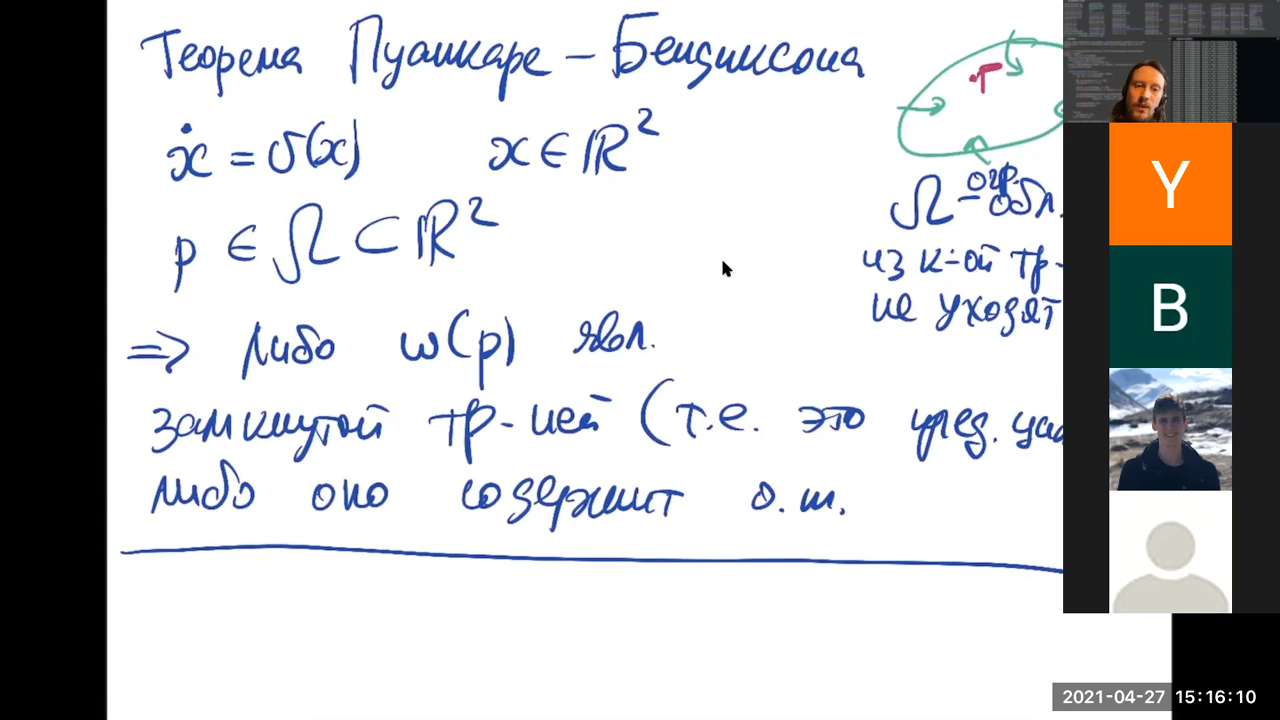 Теорема Пуанкаре – Бендиксона
ẋ = v(x) x ∈ ℝ²
p ∈ Ω ⊂ ℝ²
p
Ω – огр. обл.
из к-ой тр-
не уходят
⇒ либо ω(p) явл.
замкнутой тр-ией (т.е. это пред. ци
либо оно содержит о.т.
Y
B
2021-04-27 15:16:10